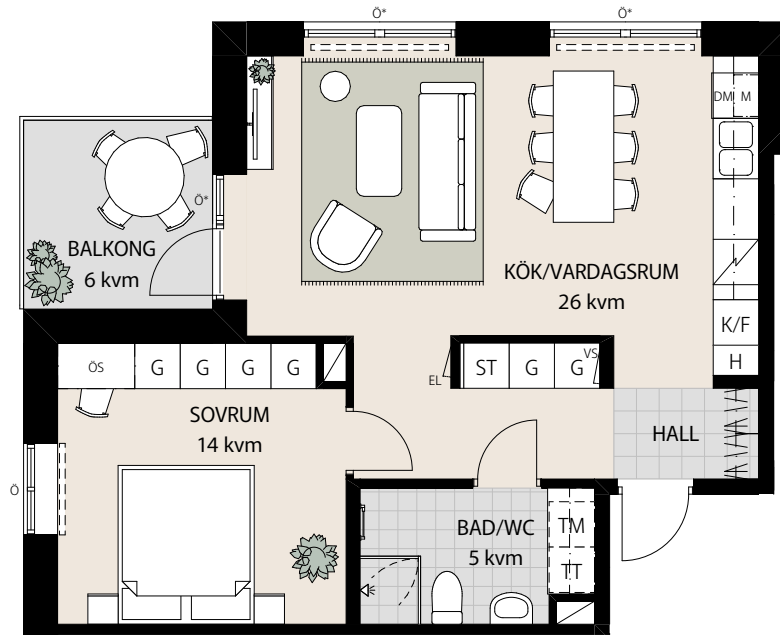 Ö*
Ö*
DM M
Ö*
BALKONG
6 kvm
KÖK/VARDAGSRUM
26 kvm
K/F
H
ÖS G G G G
EL
ST G G
VS
SOVRUM
14 kvm
HALL
Ö
BAD/WC
5 kvm
TM
TT